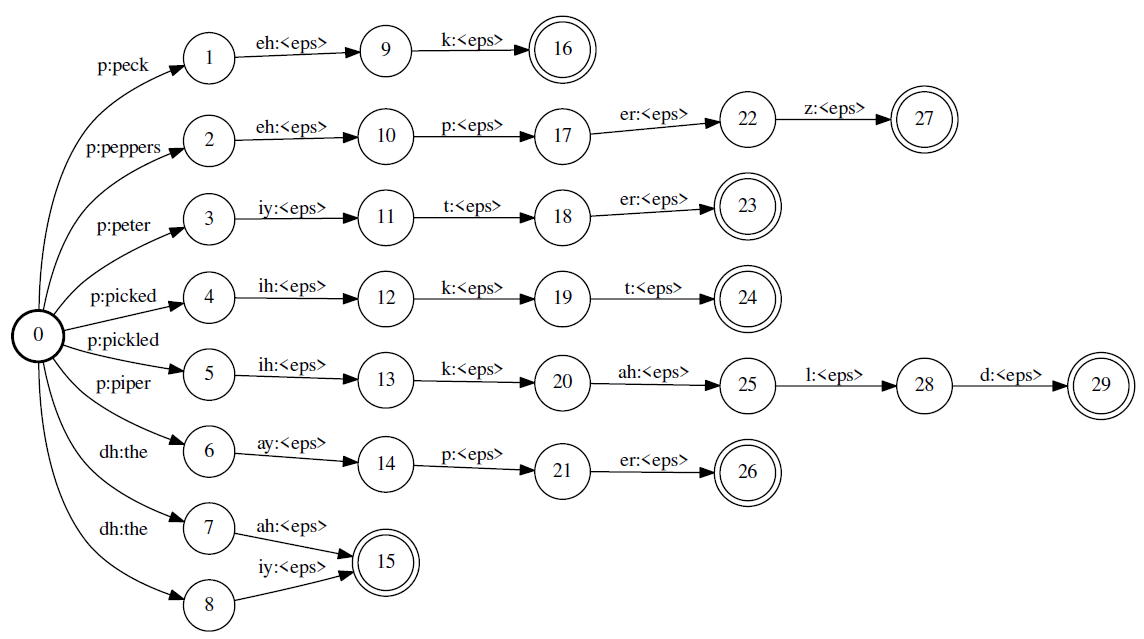 p:peck
1
eh:<eps>
9
k:<eps>
16
p:peppers
2
eh:<eps>
10
p:<eps>
17
er:<eps>
22
z:<eps>
27
p:peter
3
iy:<eps>
11
t:<eps>
18
er:<eps>
23
p:picked
4
ih:<eps>
12
k:<eps>
19
t:<eps>
24
0
p:pickled
5
ih:<eps>
13
k:<eps>
20
ah:<eps>
25
l:<eps>
28
d:<eps>
29
p:piper
6
ay:<eps>
14
p:<eps>
21
er:<eps>
26
dh:the
7
ah:<eps>
15
dh:the
8
iy:<eps>